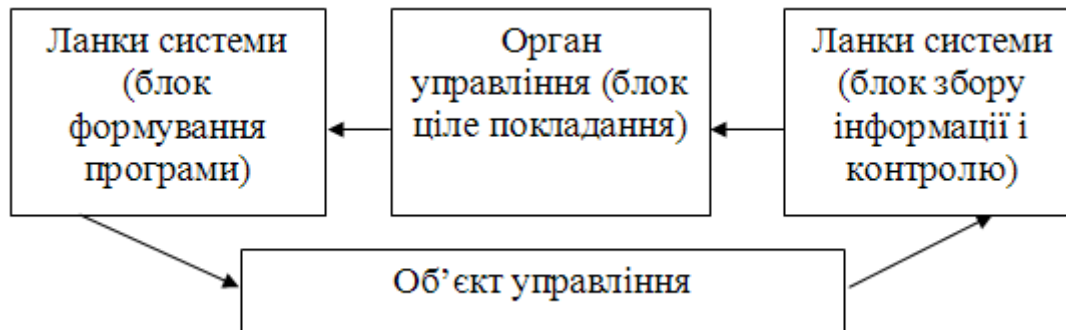 Ланки системи
(блок
формування
програми)
Орган
управління (блок
ціле покладання)
Ланки системи
(блок збору
інформації і
контролю)
Об’єкт управління